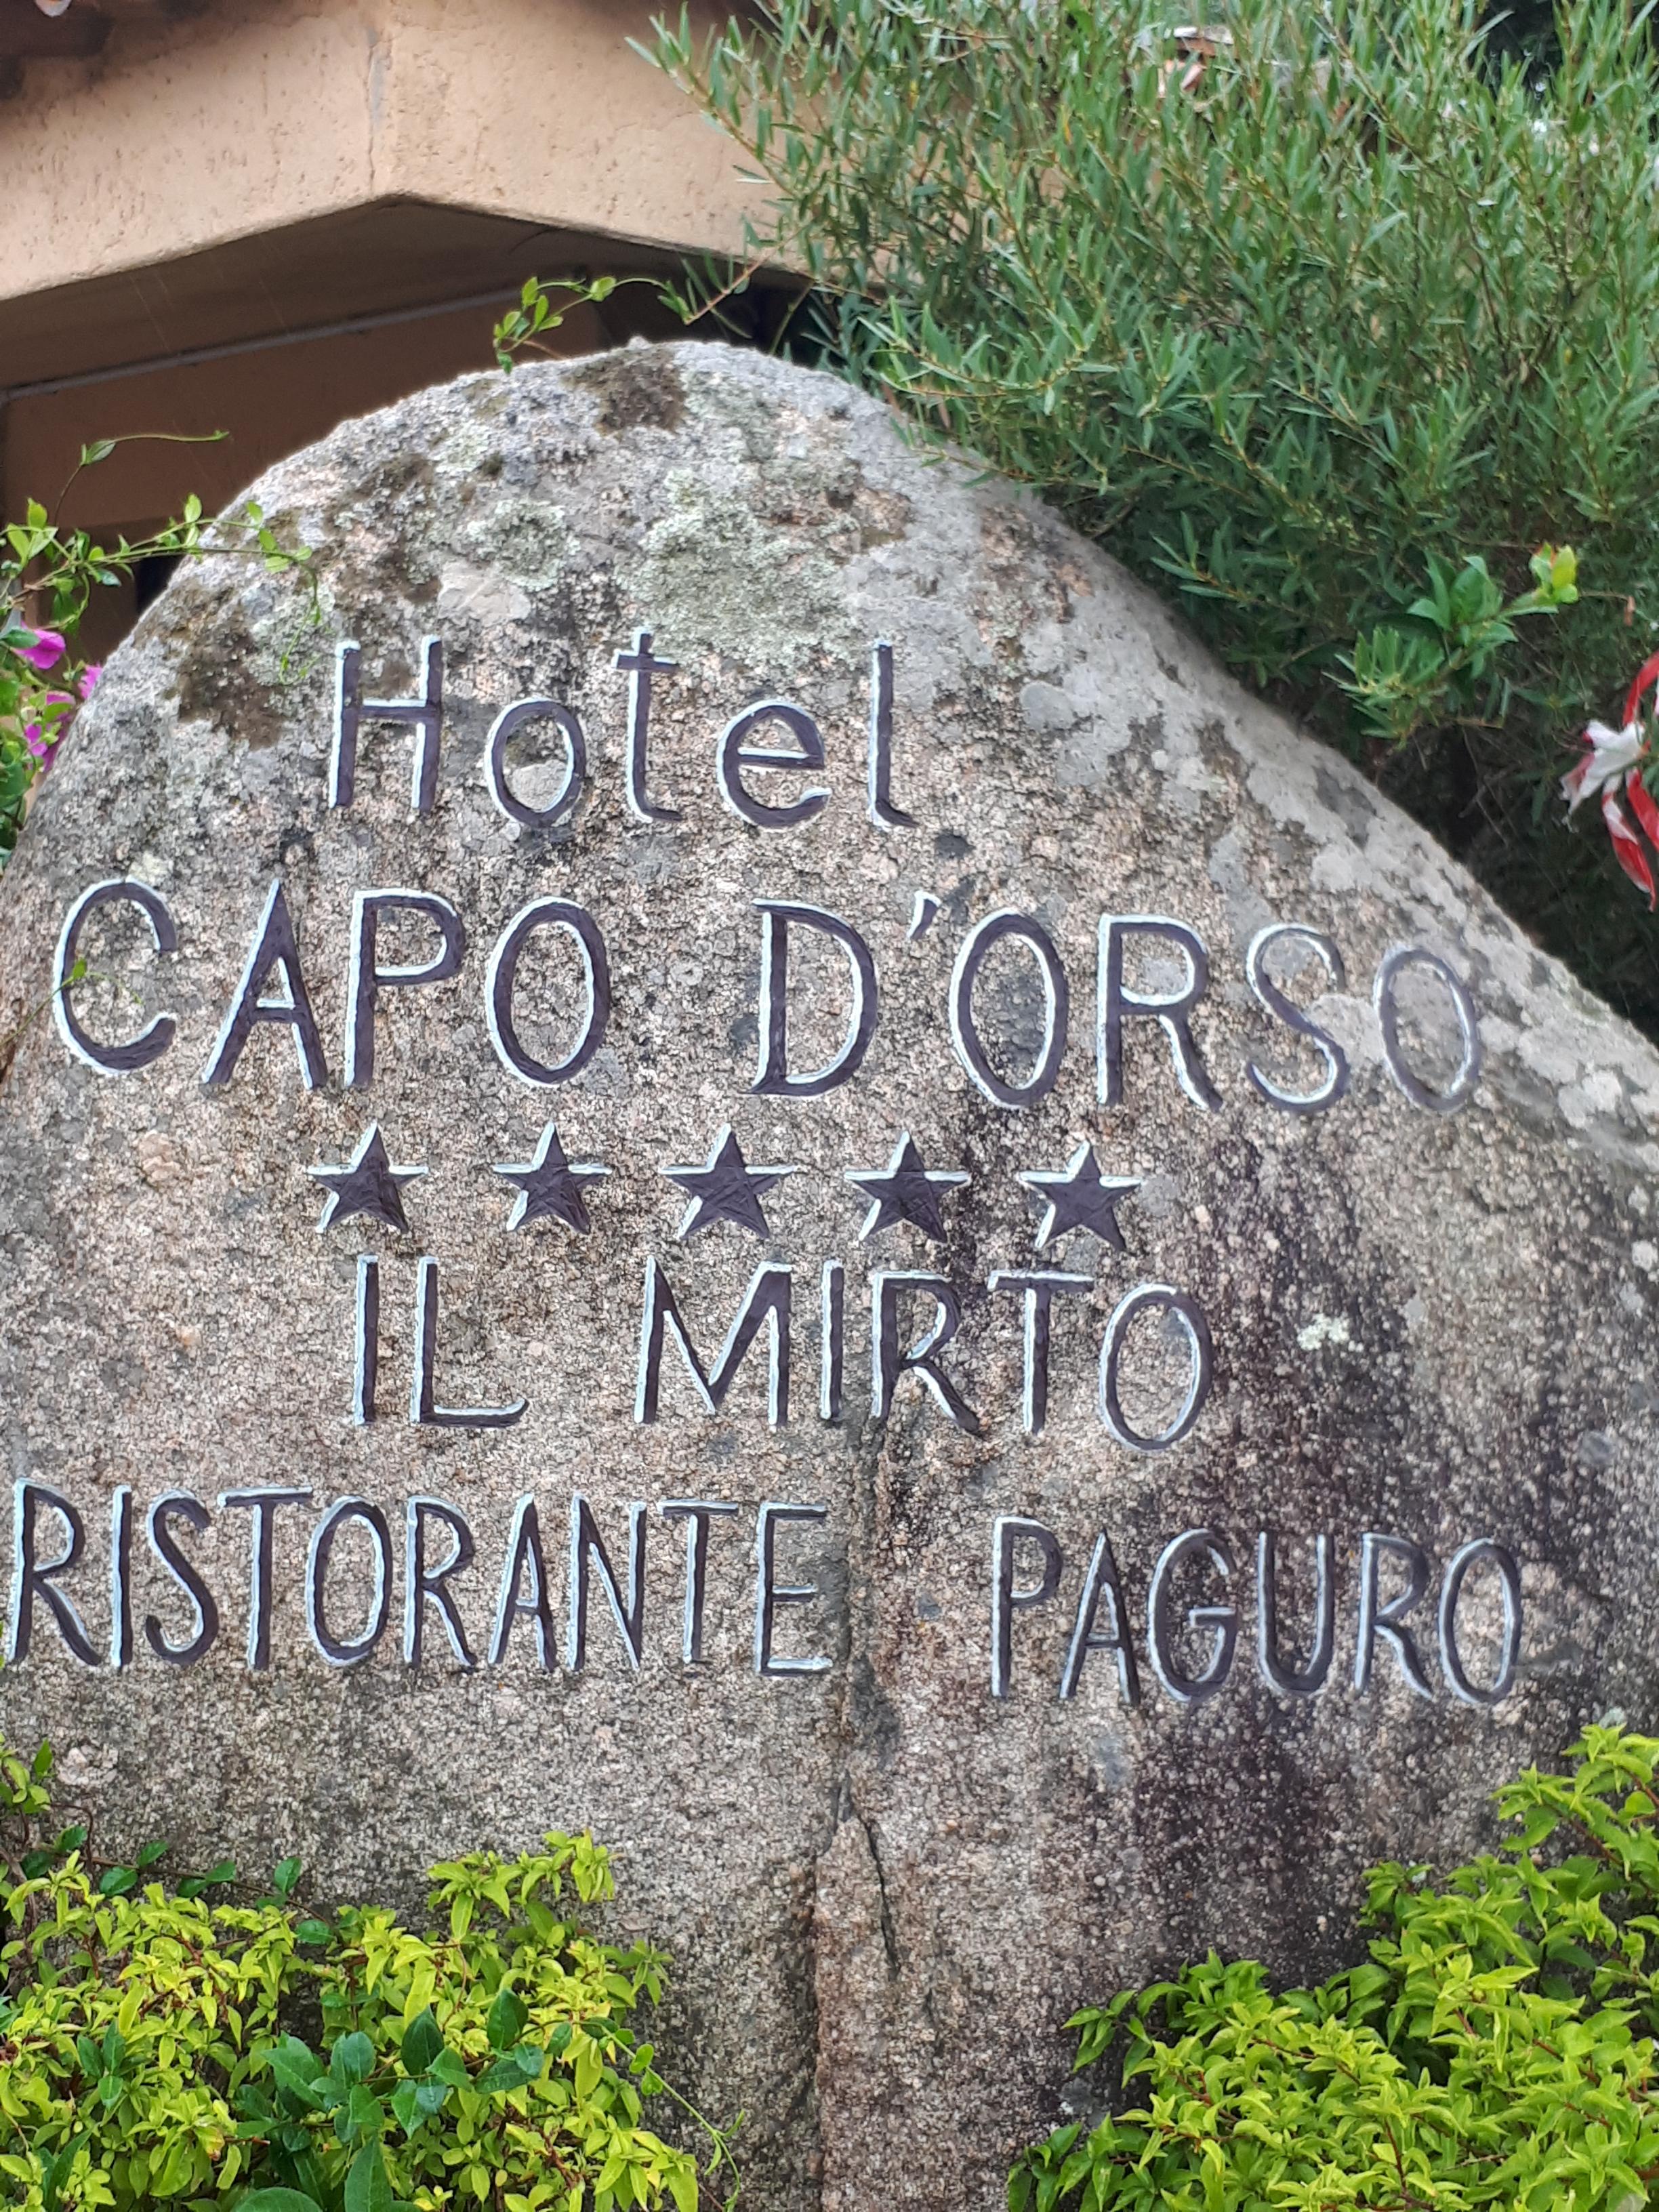 Hotel
CAPO D'ORSO
★ ★ ★ ★ ★
IL MIRTO
RISTORANTE PAGURO